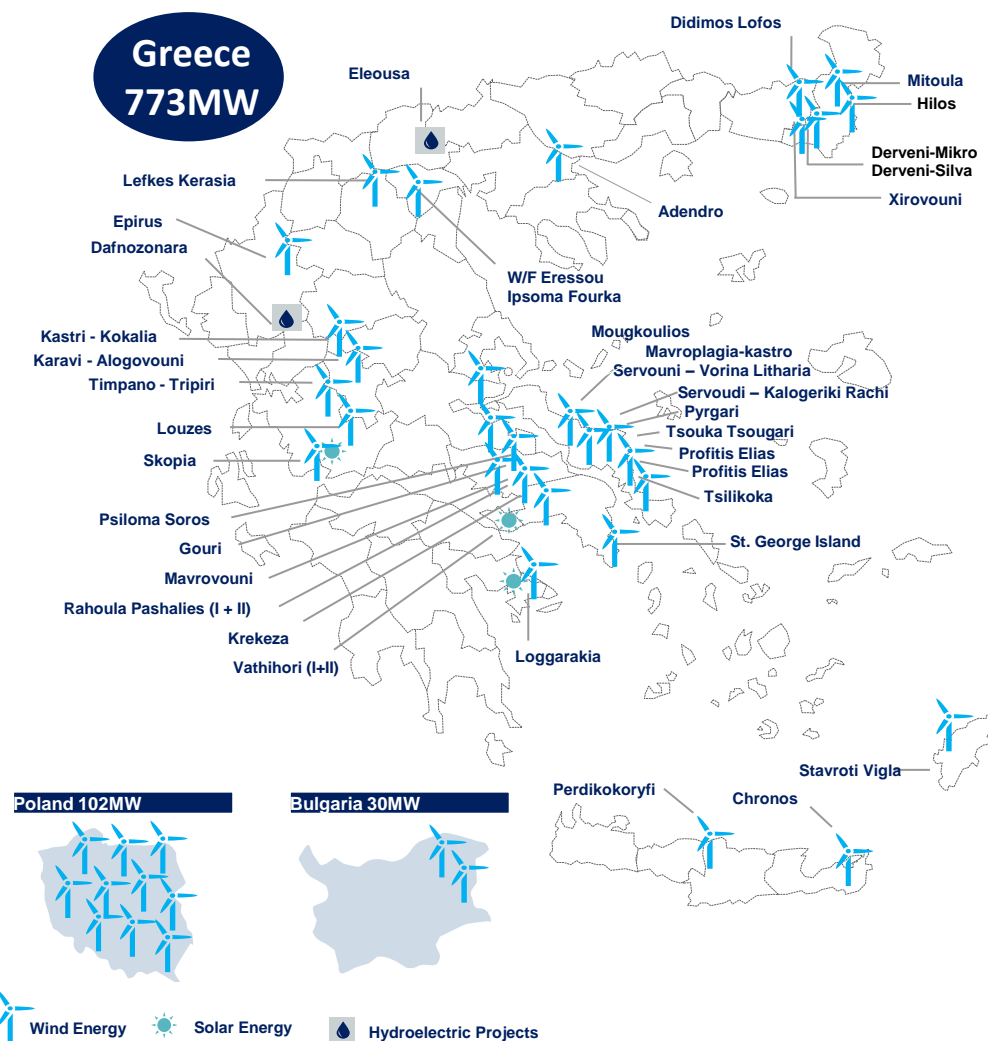 Greece
773MW
Didimos Lofos
Eleousa
Mitoula
Hilos
Derveni-Mikro
Derveni-Silva
Lefkes Kerasia
Xirovouni
Adendro
Epirus
Dafnozonara
W/F Eressou
Ipsoma Fourka
Kastri - Kokalia
Karavi - Alogovouni
Timpano - Tripiri
Louzes
Skopia
Mougkoulios
Mavroplagia-kastro
Servouni – Vorina Litharia
Servoudi – Kalogeriki Rachi
Pyrgari
Tsouka Tsougari
Profitis Elias
Profitis Elias
Tsilikoka
Psiloma Soros
Gouri
Mavrovouni
Rahoula Pashalies (I + II)
Krekeza
Vathihori (I+II)
St. George Island
Loggarakia
Stavroti Vigla
Perdikokoryfi
Chronos
Poland 102MW
Bulgaria 30MW
Wind Energy
Solar Energy
Hydroelectric Projects